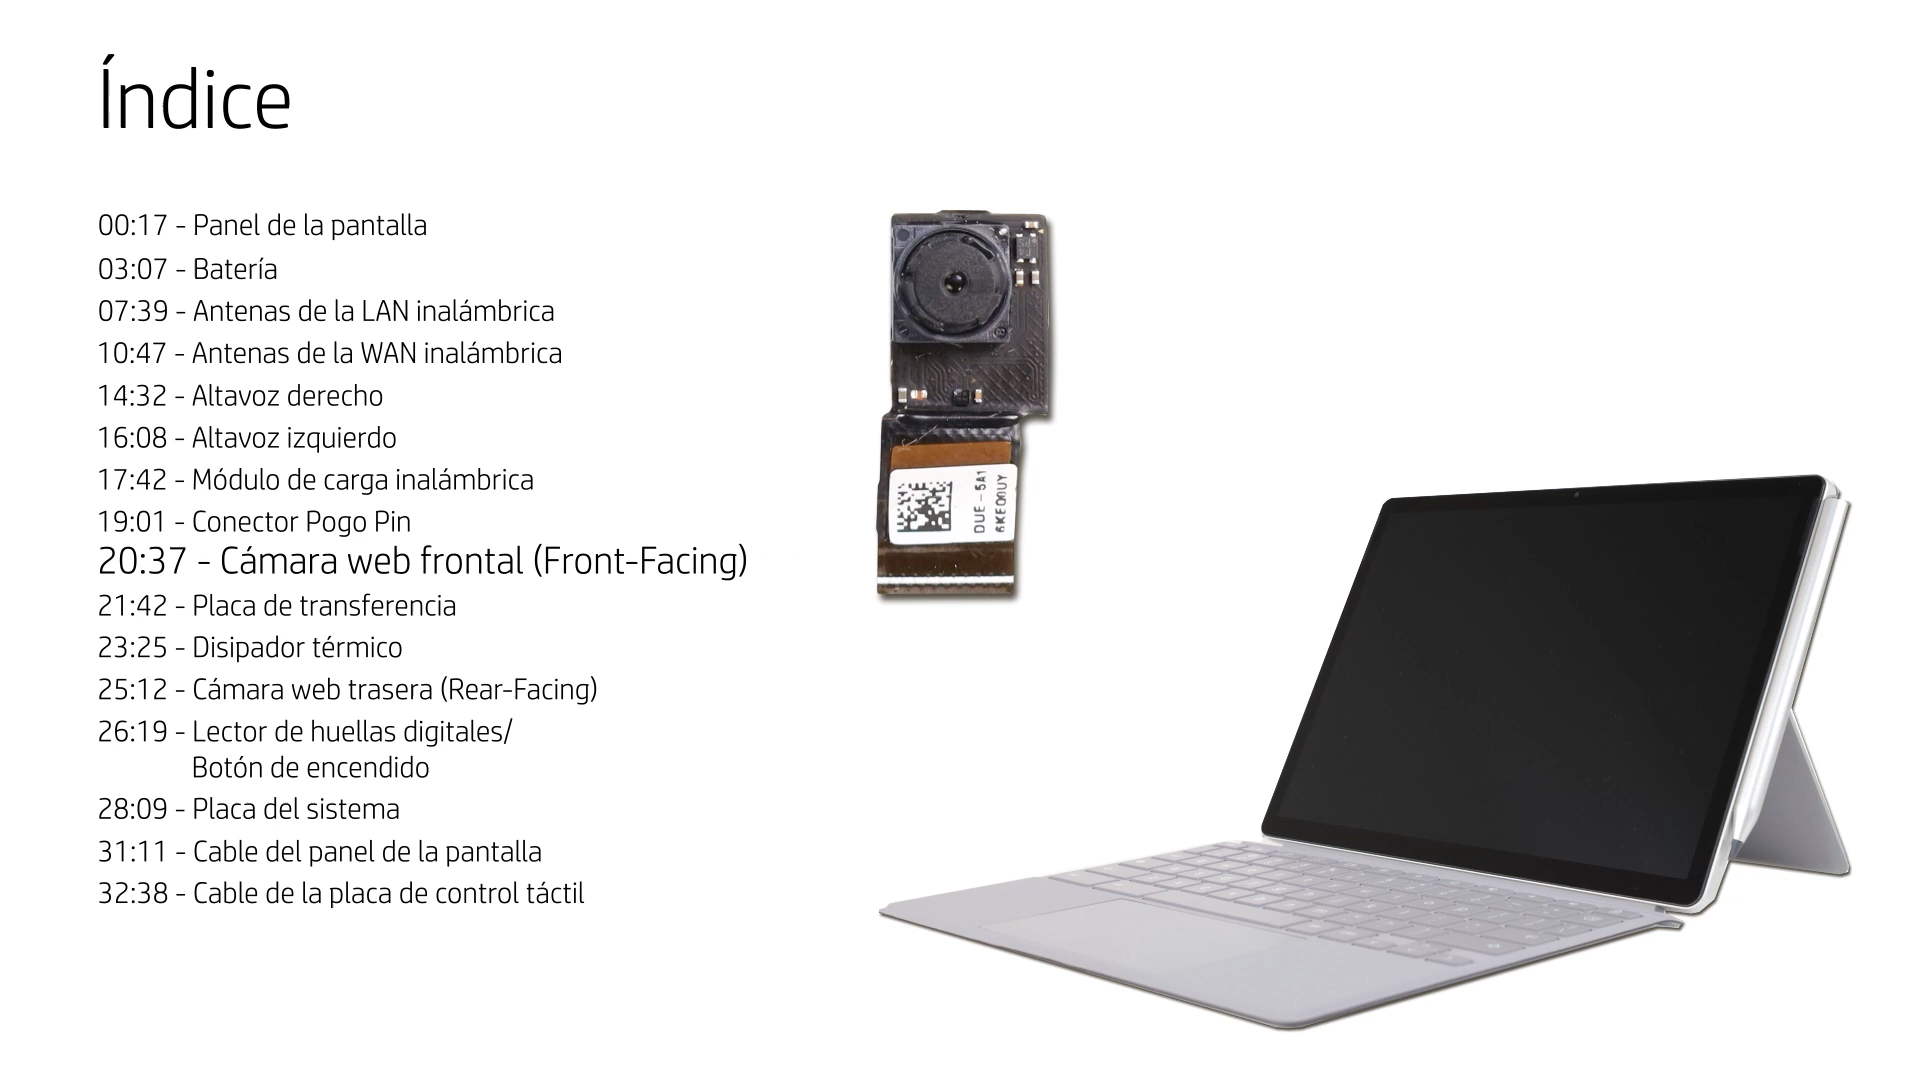 Índice
00:17 - Panel de la pantalla
03:07 - Batería
07:39 - Antenas de la LAN inalámbrica
10:47 - Antenas de la WAN inalámbrica
14:32 - Altavoz derecho
16:08 - Altavoz izquierdo
17:42 - Módulo de carga inalámbrica
19:01 - Conector Pogo Pin
20:37 - Cámara web frontal (Front-Facing)
21:42 - Placa de transferencia
23:25 - Disipador térmico
25:12 - Cámara web trasera (Rear-Facing)
26:19 - Lector de huellas digitales/
Botón de encendido
28:09 - Placa del sistema
31:11 - Cable del panel de la pantalla
32:38 - Cable de la placa de control táctil
DUE - 5A1